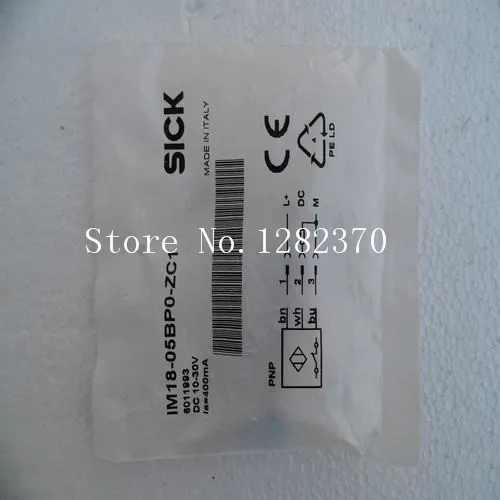 SICK
MADE IN ITALY
IM18-05BP0-ZC1
6011993
DC 10-30V
Ia=400mA
CE
PE LD
L+
DC
M
1
2
3
bn
wh
bu
PNP
Store No.1282370